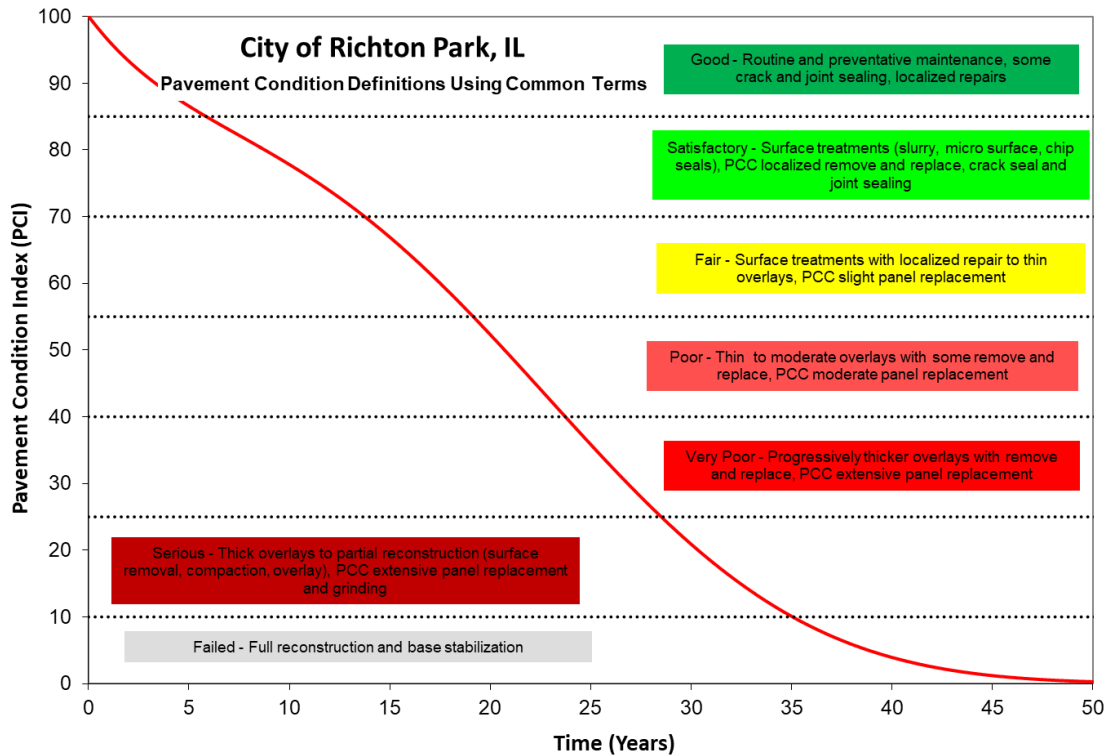 City of Richton Park, IL
Pavement Condition Definitions Using Common Terms
Pavement Condition Index (PCI)
100
90
80
70
60
50
40
30
20
10
0
Good - Routine and preventative maintenance, some
crack and joint sealing, localized repairs
Satisfactory - Surface treatments (slurry, micro surface, chip
seals), PCC localized remove and replace, crack seal and
joint sealing
Fair - Surface treatments with localized repair to thin
overlays, PCC slight panel replacement
Poor - Thin to moderate overlays with some remove and
replace, PCC moderate panel replacement
Very Poor - Progressively thicker overlays with remove
and replace, PCC extensive panel replacement
Serious - Thick overlays to partial reconstruction (surface
removal, compaction, overlay), PCC extensive panel replacement
and grinding
Failed - Full reconstruction and base stabilization
0 5 10 15 20 25 30 35 40 45 50
Time (Years)